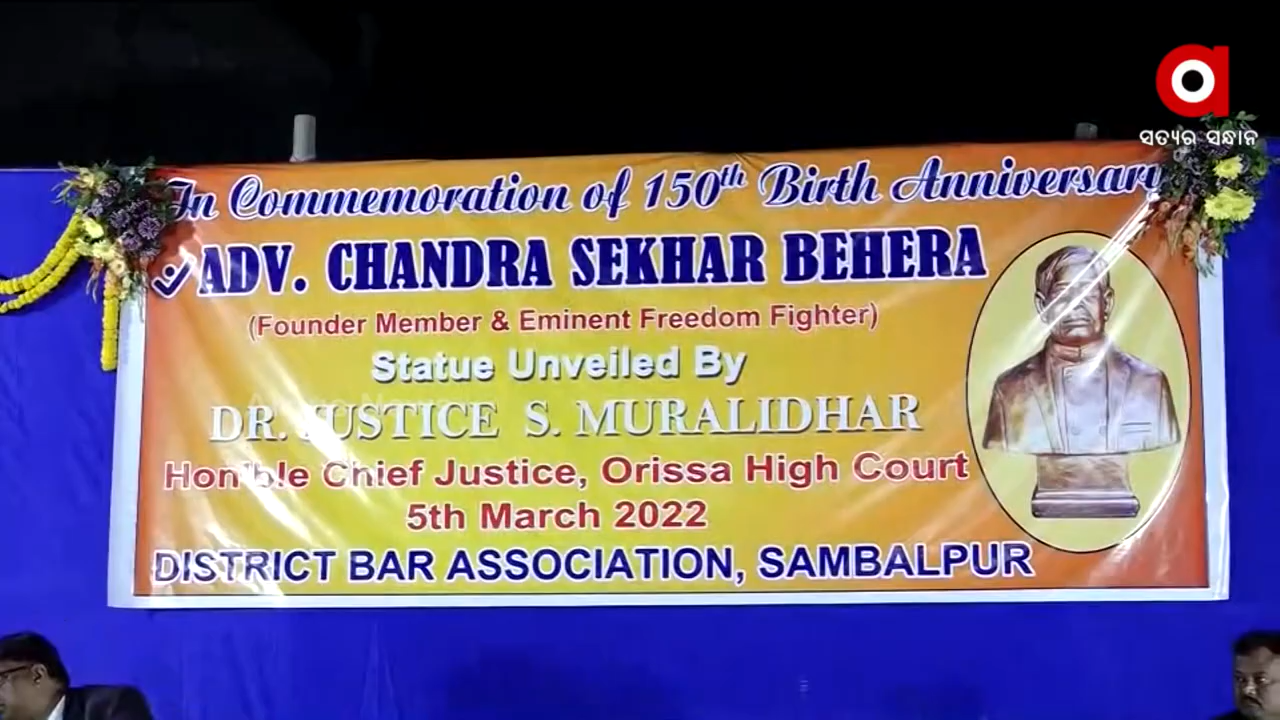 ସତ୍ୟର ସନ୍ଧାନ
In Commemoration of 150th Birth Anniversary
ADV. CHANDRA SEKHAR BEHERA
(Founder Member & Eminent Freedom Fighter)
Statue Unveiled By
DR. JUSTICE S. MURALIDHAR
Hon'ble Chief Justice, Orissa High Court
5th March 2022
DISTRICT BAR ASSOCIATION, SAMBALPUR